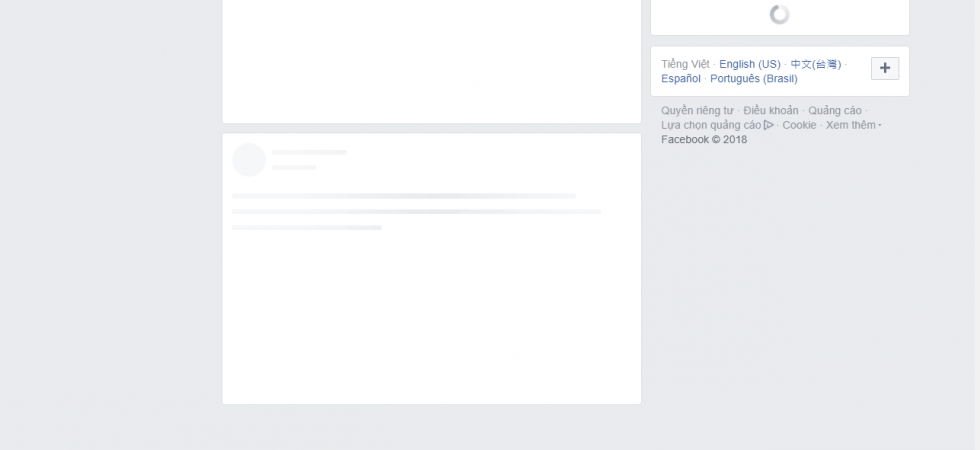 Tiếng Việt · English (US) · 中文(台灣) ·
Español · Português (Brasil)
Quyền riêng tư · Điều khoản · Quảng cáo ·
Lựa chọn quảng cáo · Cookie · Xem thêm
Facebook © 2018